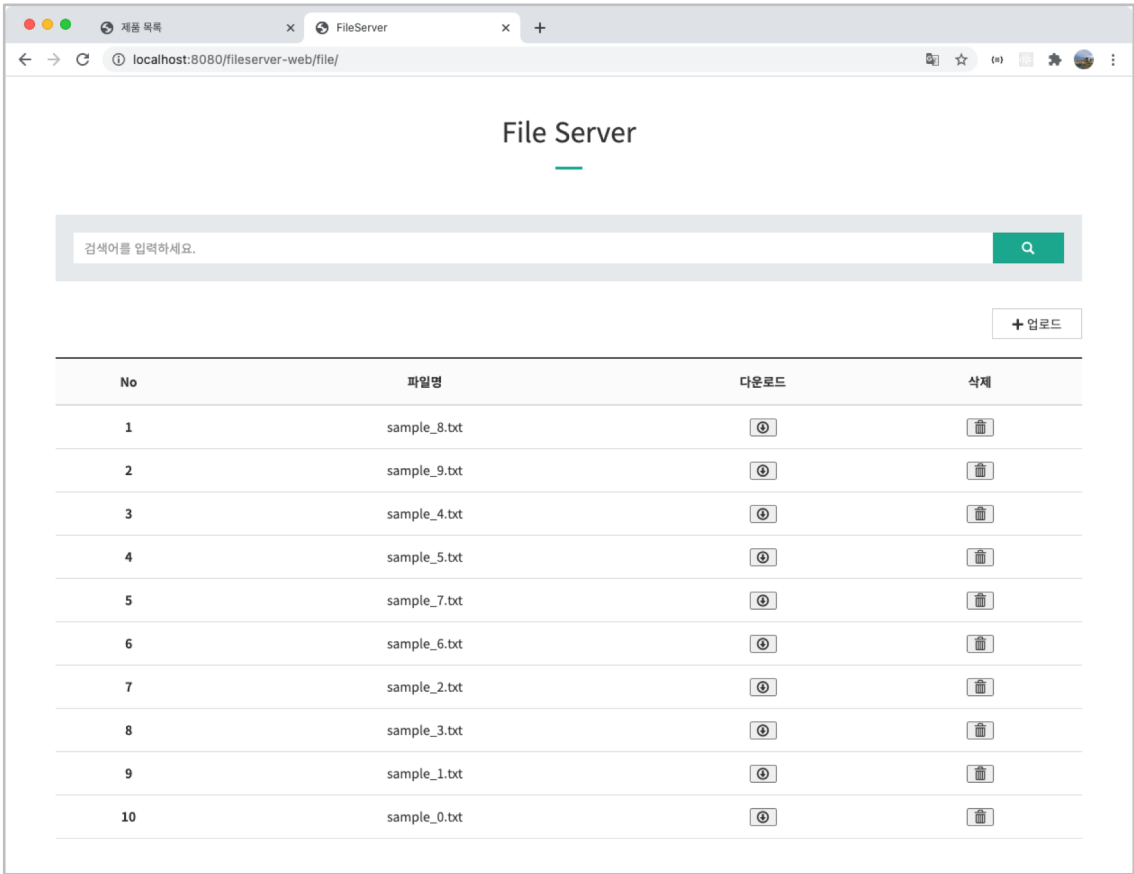 제품 목록
FileServer
localhost:8080/fileserver-web/file/
File Server
검색어를 입력하세요.
업로드
No 파일명 다운로드 삭제
1 sample_8.txt
2 sample_9.txt
3 sample_4.txt
4 sample_5.txt
5 sample_7.txt
6 sample_6.txt
7 sample_2.txt
8 sample_3.txt
9 sample_1.txt
10 sample_0.txt